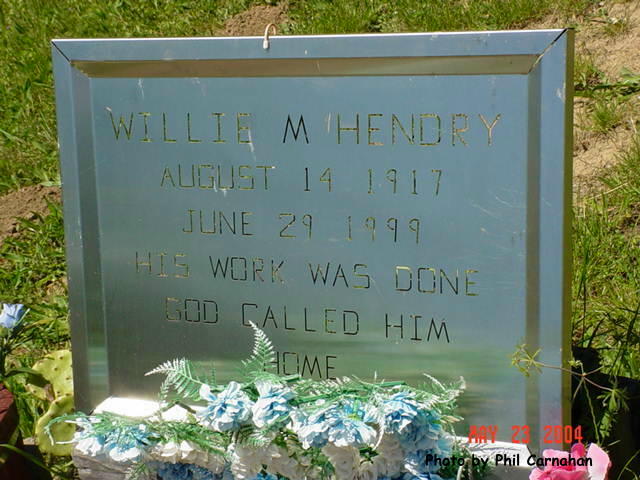 WILLIE M HENDRY
AUGUST 14 1917
JUNE 29 1999
HIS WORK WAS DONE
GOD CALLED HIM
HOME
MAY 23 2004
Photo by Phil Carnahan